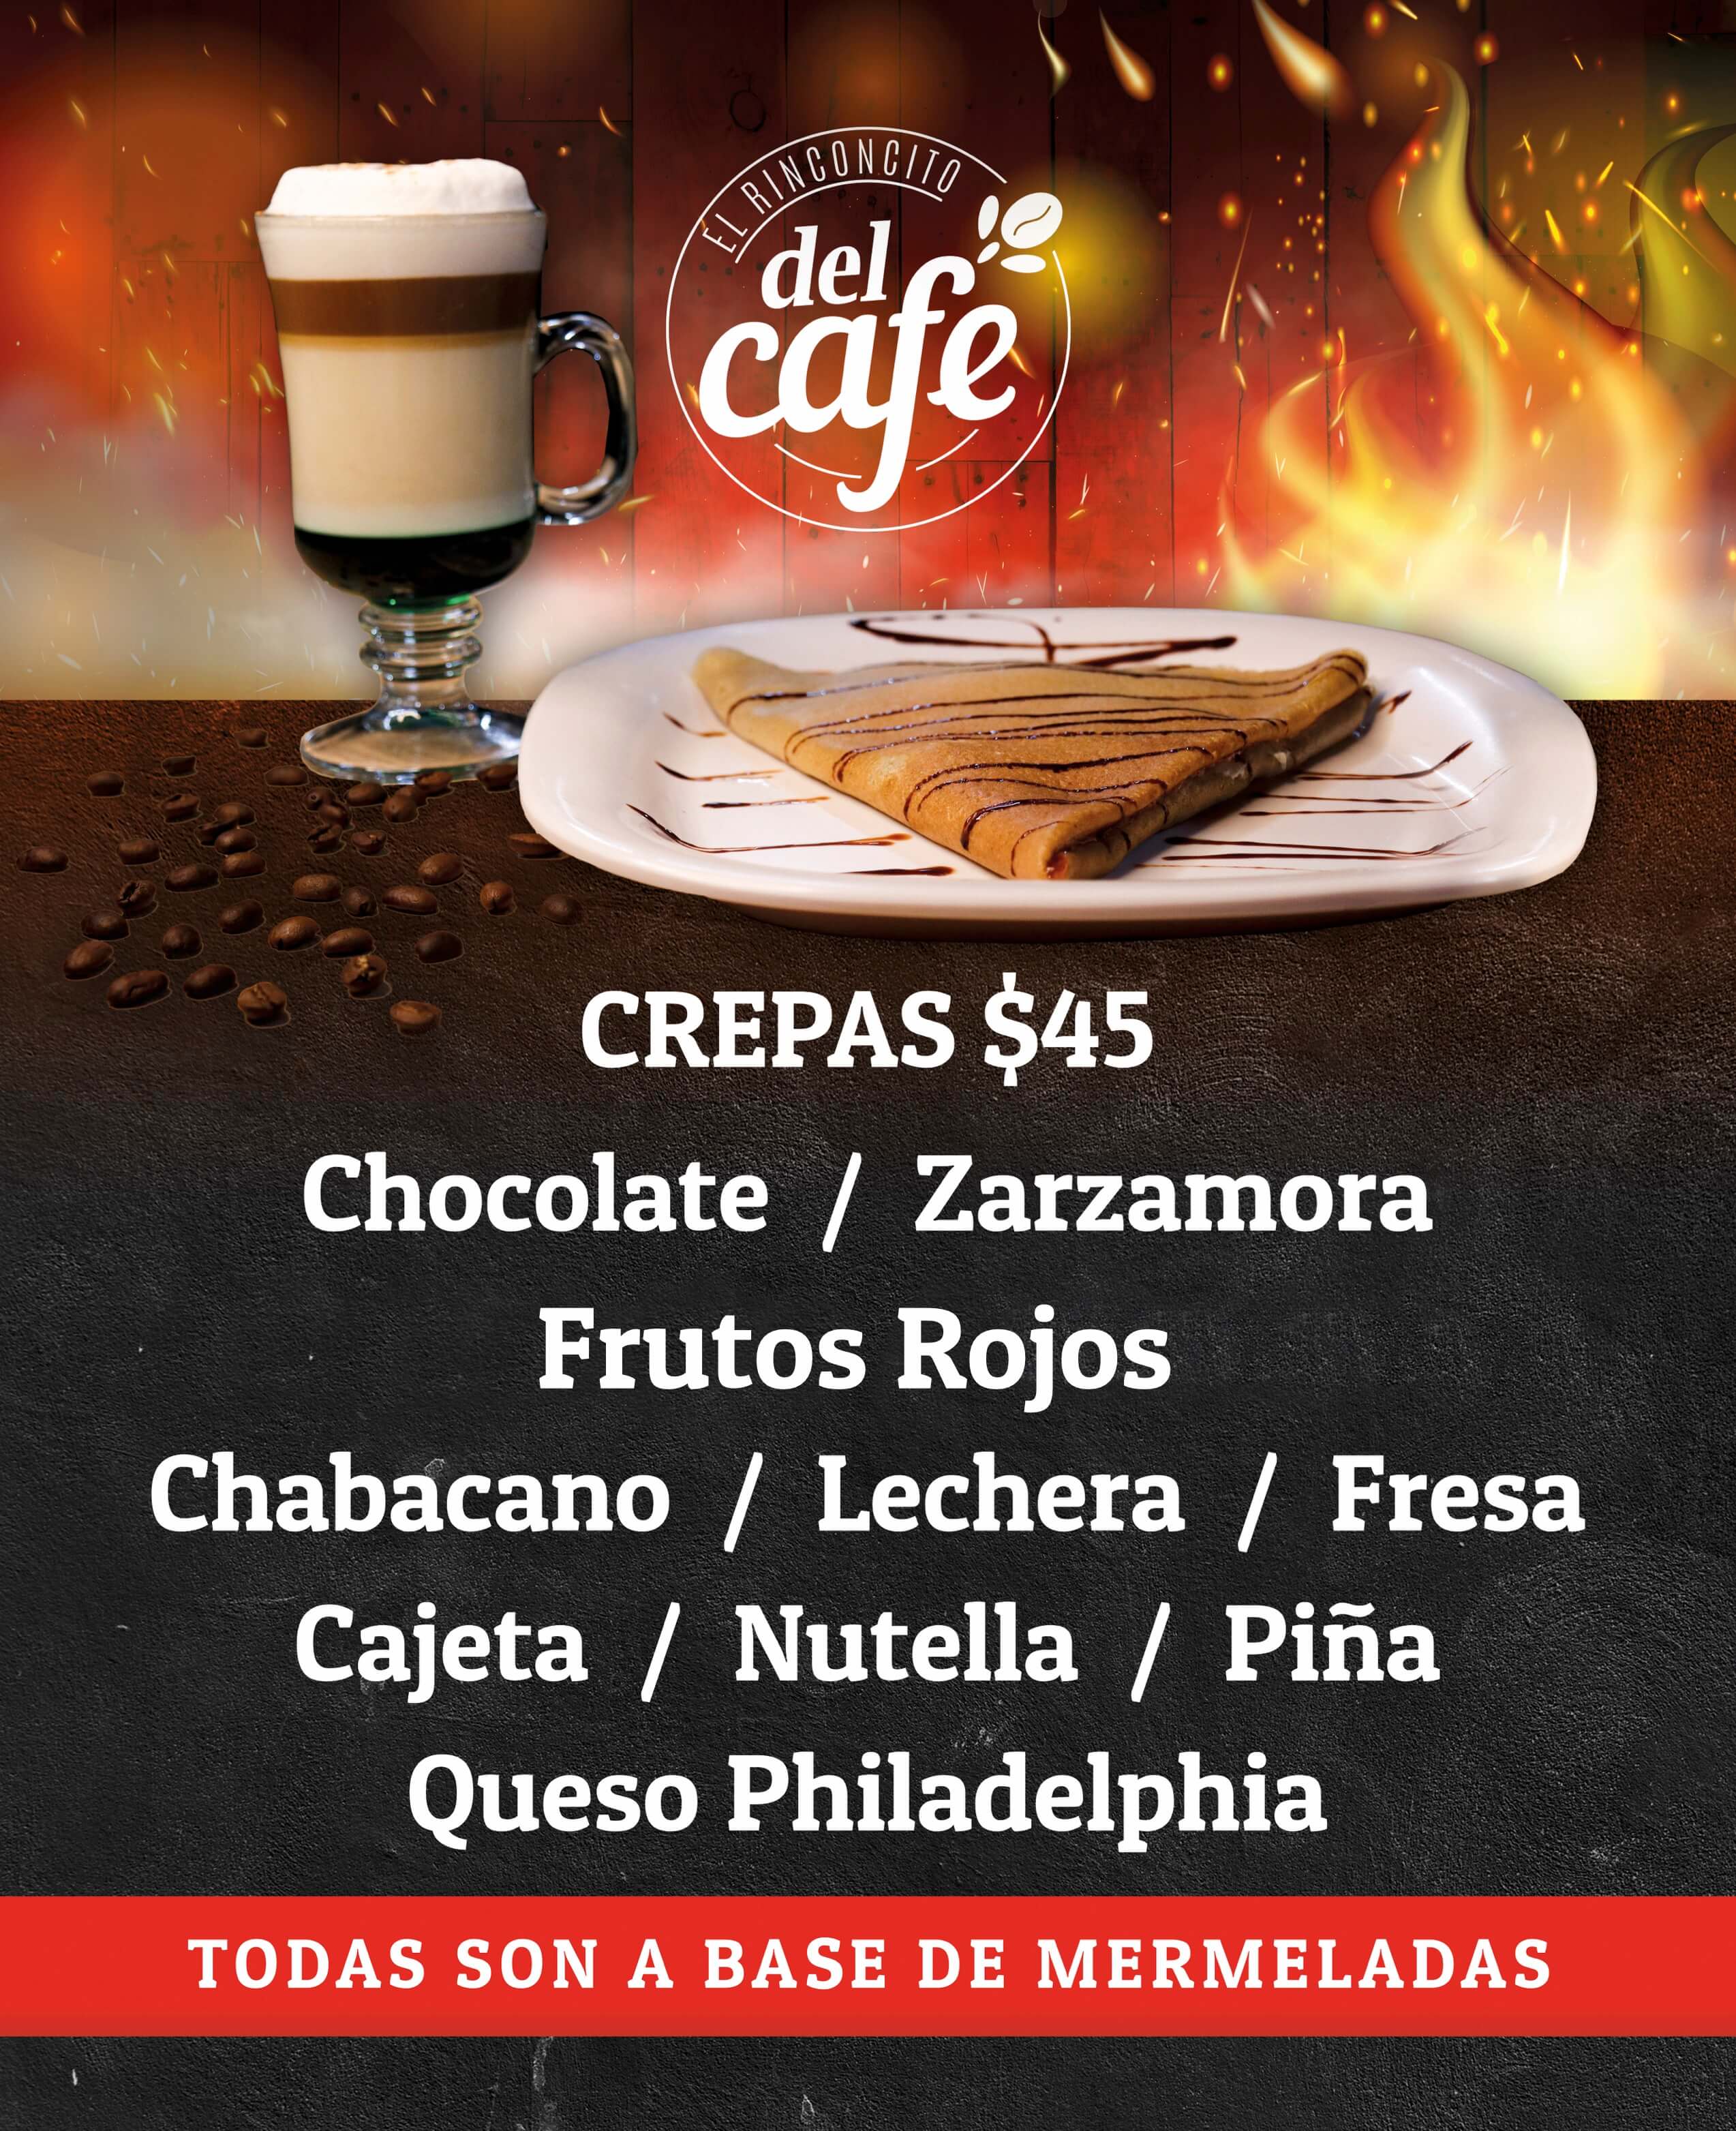 EL RINCONCITO
del
cafe
CREPAS $45
Chocolate / Zarzamora
Frutos Rojos
Chabacano / Lechera / Fresa
Cajeta / Nutella / Piña
Queso Philadelphia
TODAS SON A BASE DE MERMELADAS